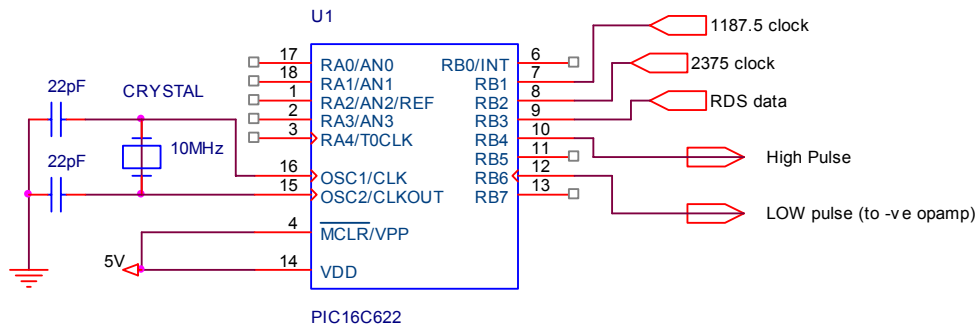 U1
17 RA0/AN0
18 RA1/AN1
1 RA2/AN2/REF
2 RA3/AN3
3 RA4/T0CLK
16 OSC1/CLK
15 OSC2/CLKOUT
4 MCLR/VPP
14 VDD
RB0/INT 6
RB1 7
RB2 8
RB3 9
RB4 10
RB5 11
RB6 12
RB7 13
PIC16C622
22pF
CRYSTAL
10MHz
22pF
5V
1187.5 clock
2375 clock
RDS data
High Pulse
LOW pulse (to -ve opamp)